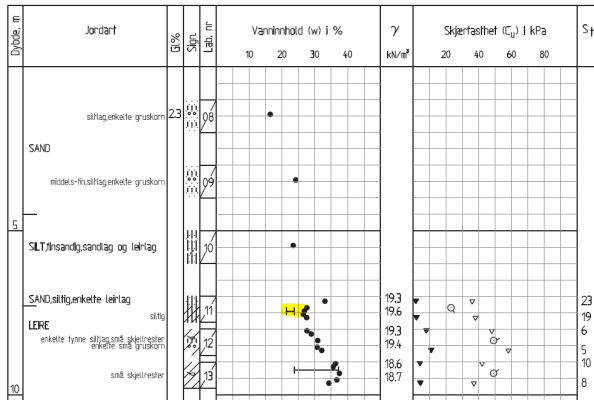 Dybde, m
Jordart
Gl.%
Sign.
Lab. nr
Vanninnhold (w) i %
γ
Skjærfasthet (Cu) i kPa
St
10 20 30 40
kN/m³
20 40 60 80
siltlag,enkelte gruskorn 2.3 08
SAND
middels-fin,siltlag,enkelte gruskorn 09
5
SILT,finsandig,sandlag og leirlag 10
SAND,siltig,enkelte leirlag 19.3 23
siltig 11 19.6 19
LEIRE
enkelte tynne siltlag,små skjellrester 19.3 6
enkelte små gruskorn 12 19.4 5
18.6 10
små skjellrester 13 18.7 8
10